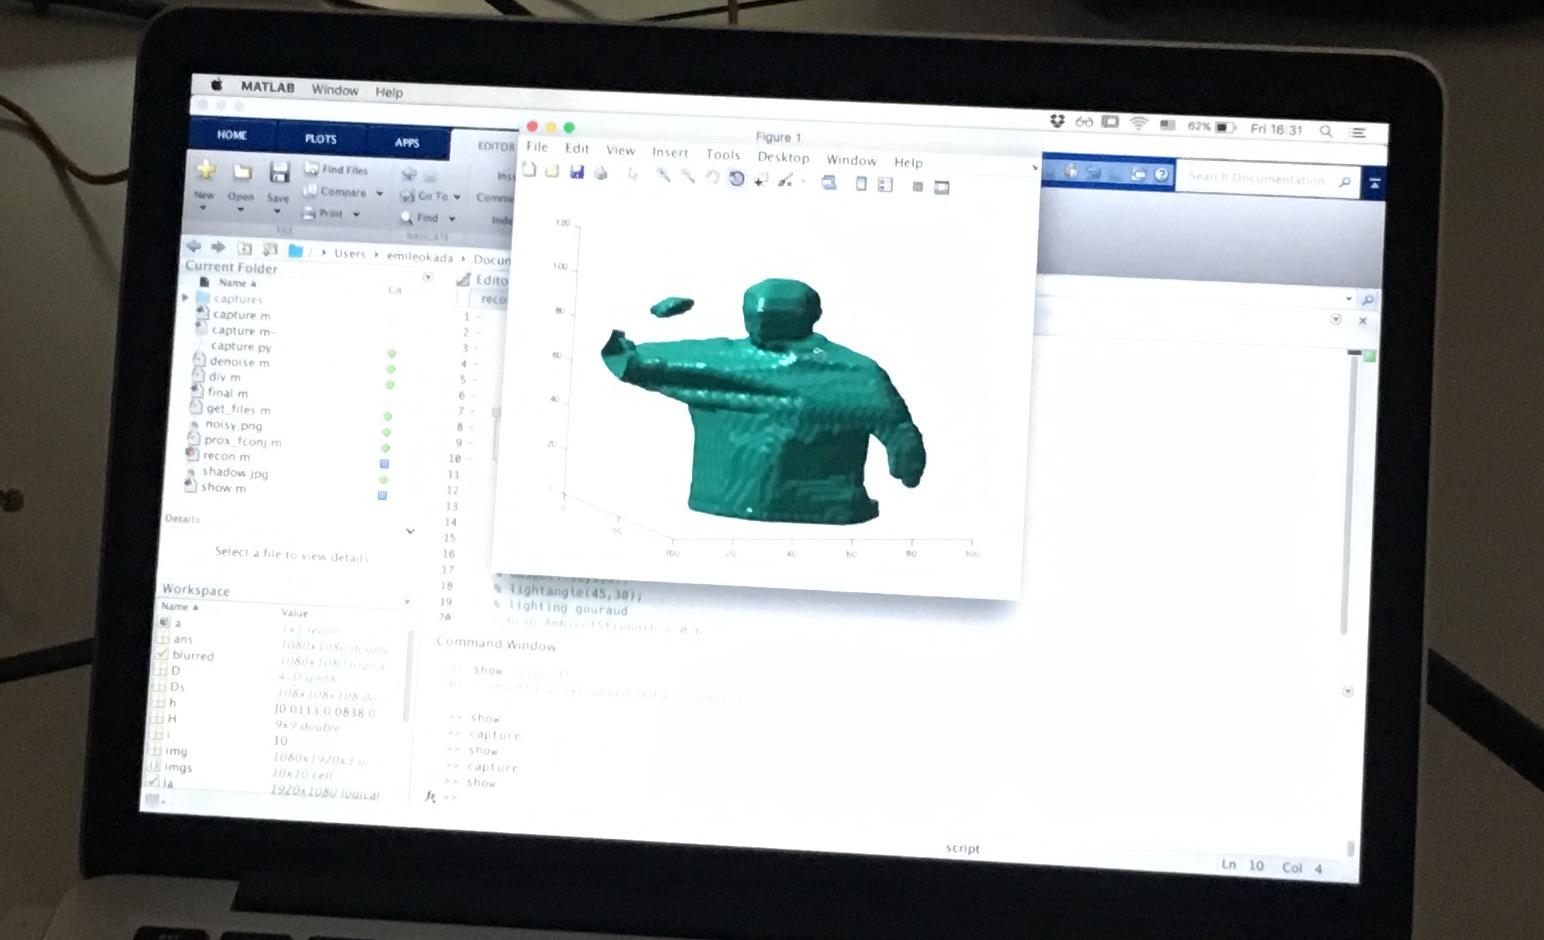 MATLAB Window Help
62% Fri 16:31
HOME PLOTS APPS EDITOR
Figure 1
File Edit View Insert Tools Desktop Window Help
Search Documentation
New Open Save
Find Files
Compare
Print
Go To
Find
FILE
NAVIGATE
/ Users emileokada Docum
Current Folder
Name
Git
captures
capture.m
capture.m~
capture.py
denoise.m
div.m
final.m
get_files.m
noisy.png
prox_fconj.m
recon.m
shadow.jpg
show.m
Details
Select a file to view details
Workspace
Name Value
a 1x1 recon
ans 1080x1080 double
blurred 1080x1080 logical
D 4-D uint8
Ds 108x108x108 do
h [0.0113 0.0838 0
H 9x9 double
i 10
img 1080x1920x3 ui
imgs 10x10 cell
la 1920x1080 logical
1
2
3
4
5
6
7
8
9
10
11
12
13
14
15
16
17
18
19
20
120
100
80
60
40
20
0
0
50
100 20 40 60 80 100
% lightangle(45,30);
% lighting gouraud
Command Window
show
>> show
>> capture
>> show
>> capture
>> show
fx >>
script
Ln 10 Col 4